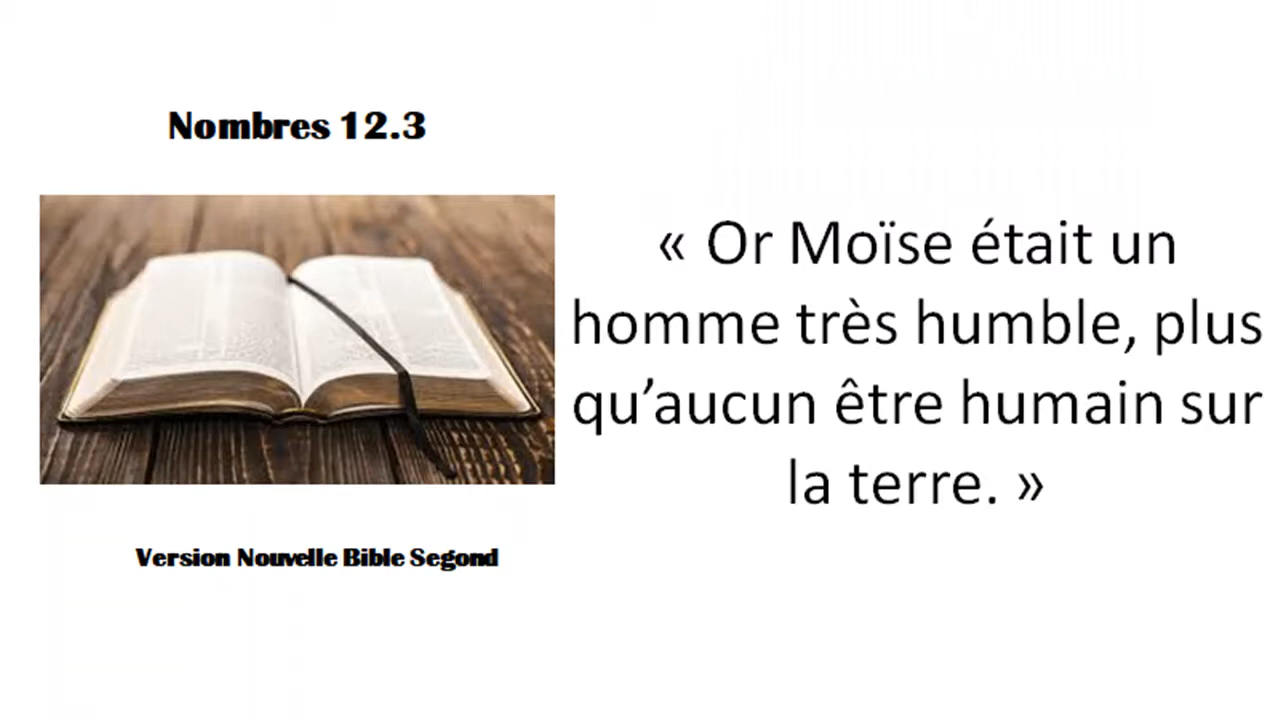 Nombres 12.3
« Or Moïse était un
homme très humble, plus
qu’aucun être humain sur
la terre. »
Version Nouvelle Bible Segond